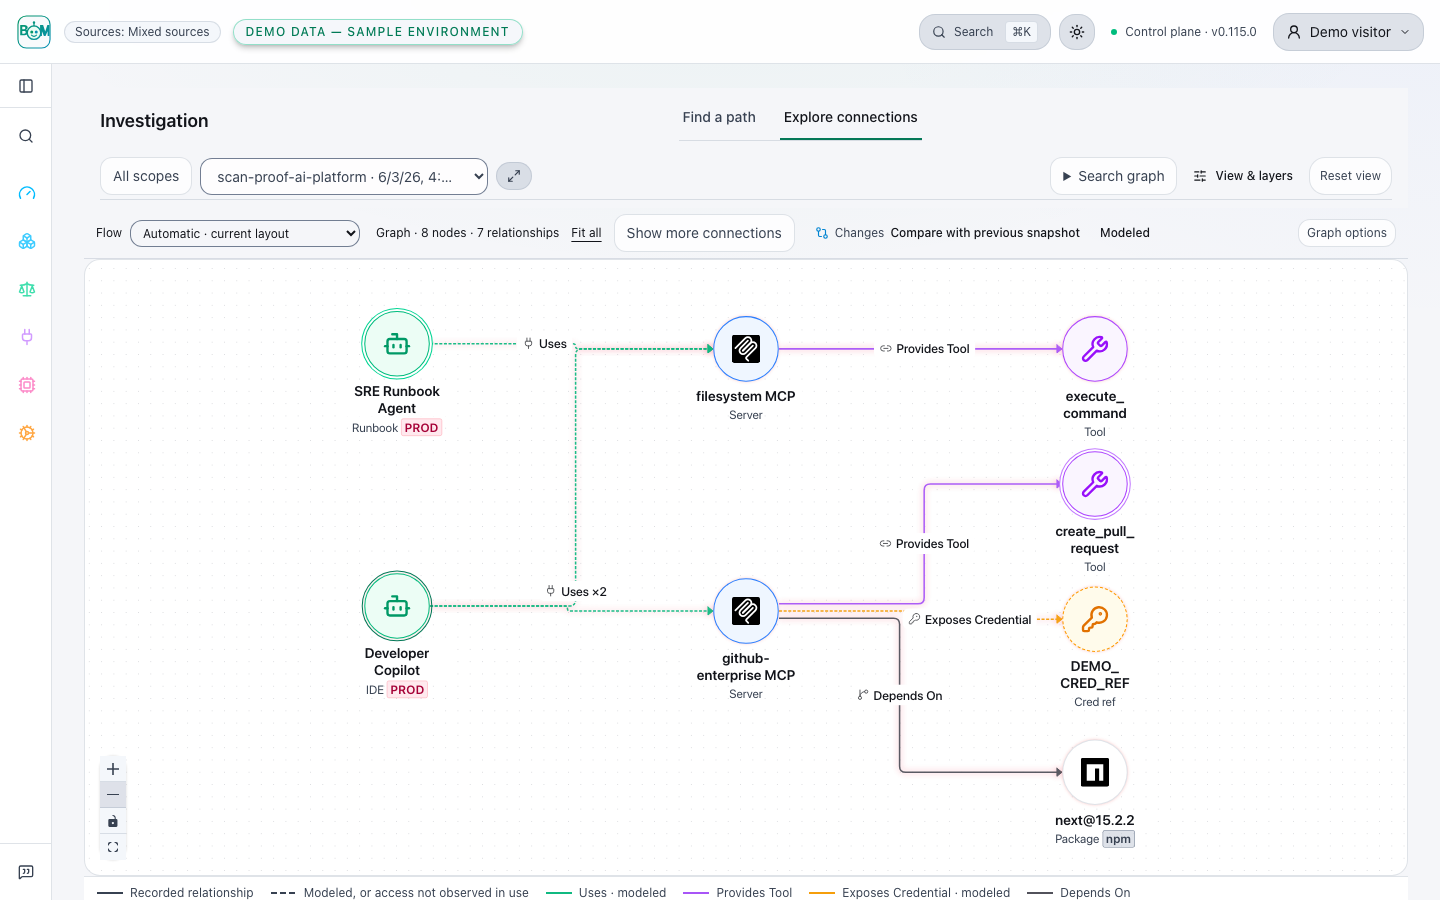 BOM
Sources: Mixed sources
DEMO DATA — SAMPLE ENVIRONMENT
Search ⌘K
Control plane · v0.115.0
Demo visitor
Investigation
Find a path
Explore connections
All scopes
scan-proof-ai-platform · 6/3/26, 4:...
Search graph
View & layers
Reset view
Flow
Automatic · current layout
Graph · 8 nodes · 7 relationships
Fit all
Show more connections
Changes Compare with previous snapshot
Modeled
Graph options
Uses
Provides Tool
SRE Runbook
Agent
Runbook PROD
filesystem MCP
Server
execute_
command
Tool
create_pull_
request
Tool
Provides Tool
Uses ×2
Exposes Credential
Developer
Copilot
IDE PROD
github-
enterprise MCP
Server
DEMO_
CRED_REF
Cred ref
Depends On
next@15.2.2
Package npm
Recorded relationship
Modeled, or access not observed in use
Uses · modeled
Provides Tool
Exposes Credential · modeled
Depends On